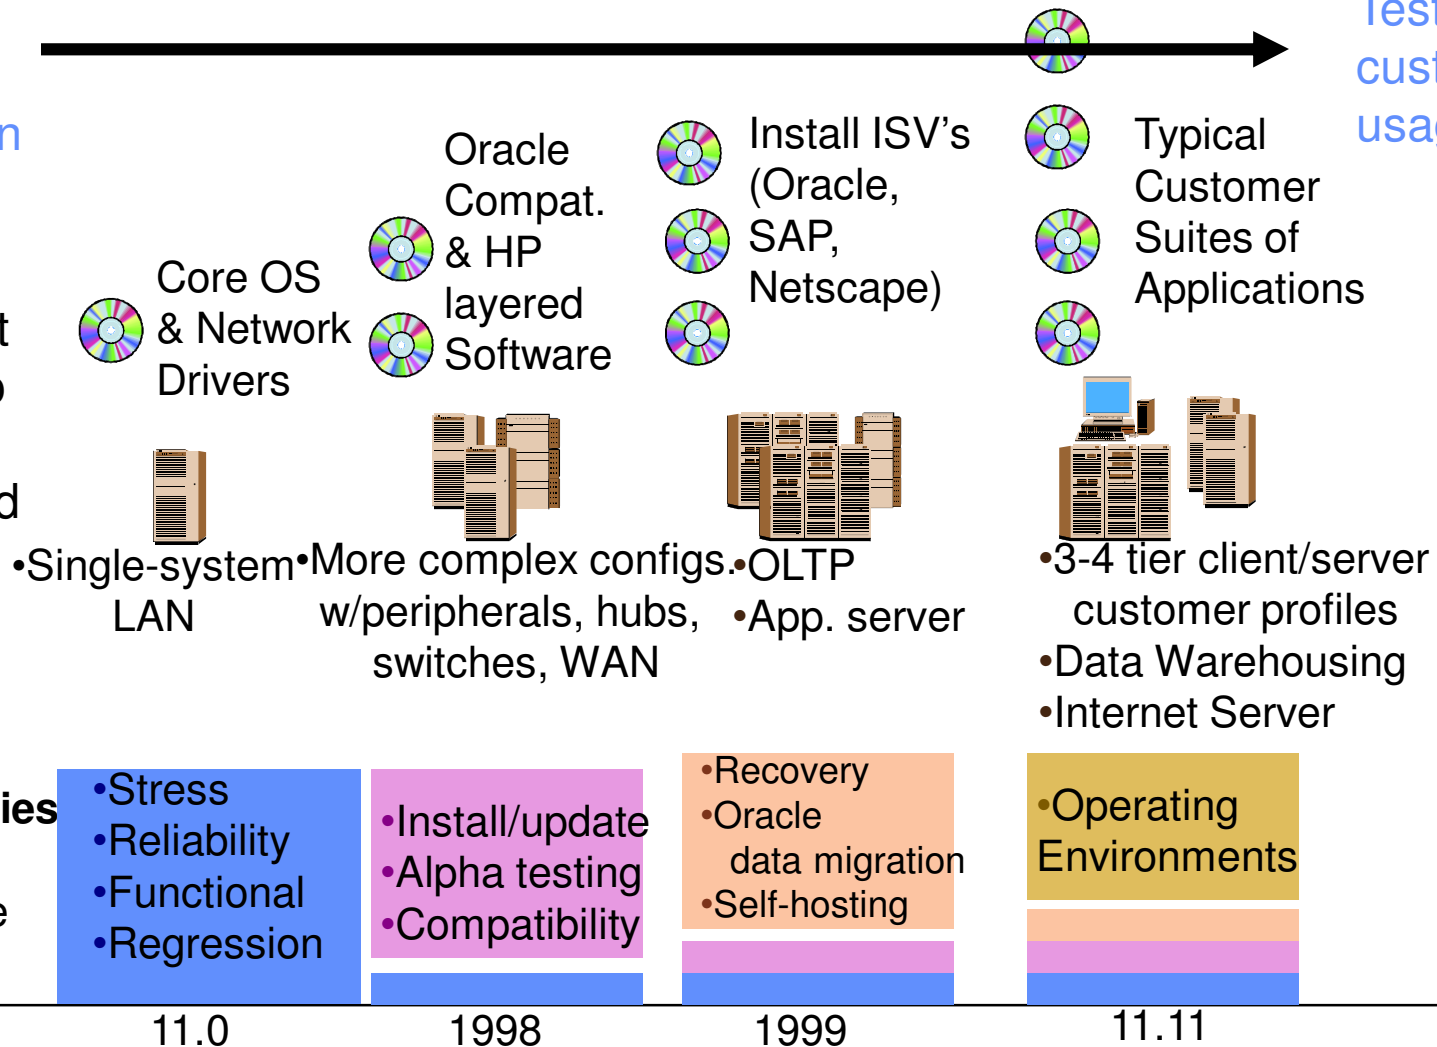 Core OS
& Network
Drivers
Oracle
Compat.
& HP
layered
Software
Install ISV's
(Oracle,
SAP,
Netscape)
Typical
Customer
Suites of
Applications
•Single-system
LAN
•More complex configs.
w/peripherals, hubs,
switches, WAN
•OLTP
•App. server
•3-4 tier client/server
customer profiles
•Data Warehousing
•Internet Server
•Stress
•Reliability
•Functional
•Regression
•Install/update
•Alpha testing
•Compatibility
•Recovery
•Oracle
data migration
•Self-hosting
•Operating
Environments
11.0
1998
1999
11.11